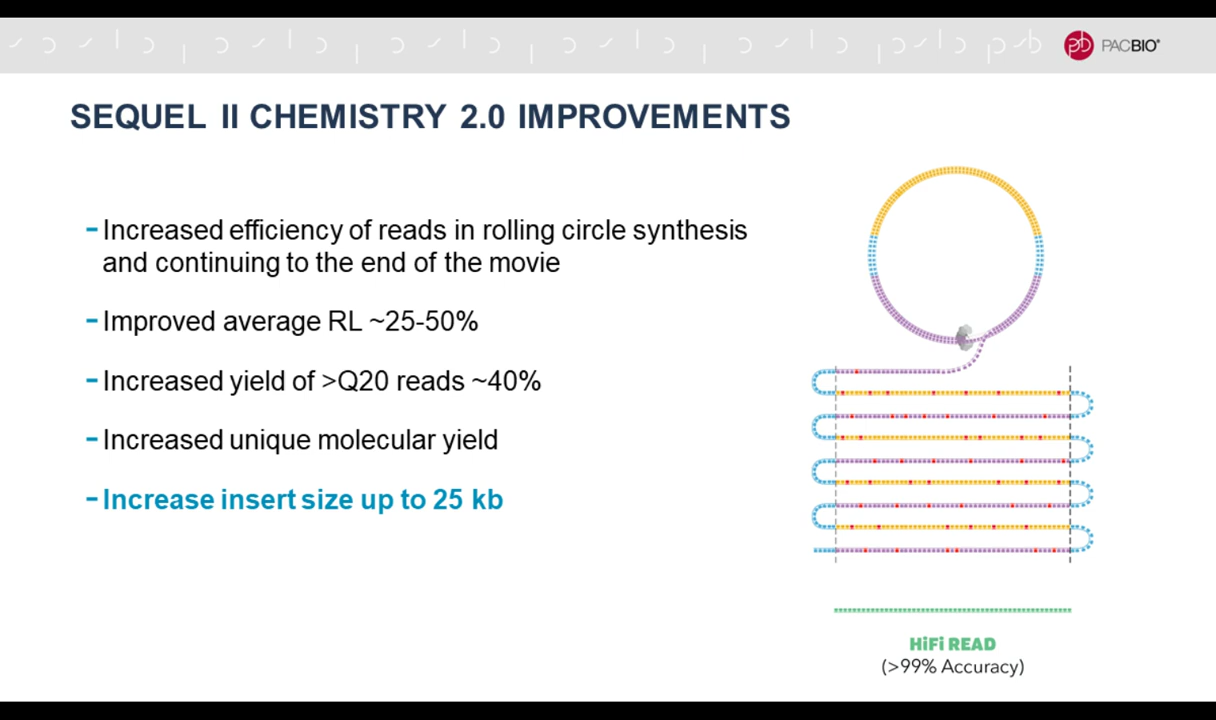 PACBIO®
SEQUEL II CHEMISTRY 2.0 IMPROVEMENTS
-Increased efficiency of reads in rolling circle synthesis
and continuing to the end of the movie
-Improved average RL ~25-50%
-Increased yield of >Q20 reads ~40%
-Increased unique molecular yield
-Increase insert size up to 25 kb
HiFi READ
(>99% Accuracy)